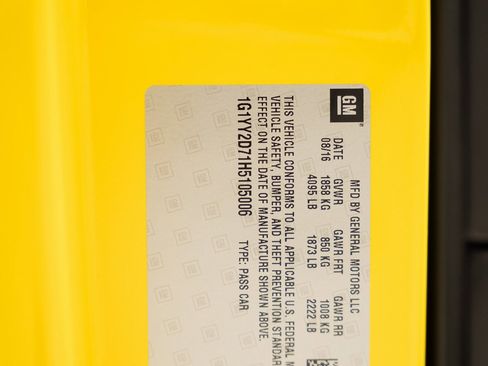 GM
MFD BY GENERAL MOTORS LLC
DATE GVWR GAWR FRT GAWR RR
08/16 1858 KG 850 KG 1008 KG
4095 LB 1873 LB 2222 LB
THIS VEHICLE CONFORMS TO ALL APPLICABLE U.S. FEDERAL
VEHICLE SAFETY, BUMPER, AND THEFT PREVENTION
EFFECT ON THE DATE OF MANUFACTURE SHOWN ABOVE.
1G1YY2D71H5105006 TYPE: PASS CAR